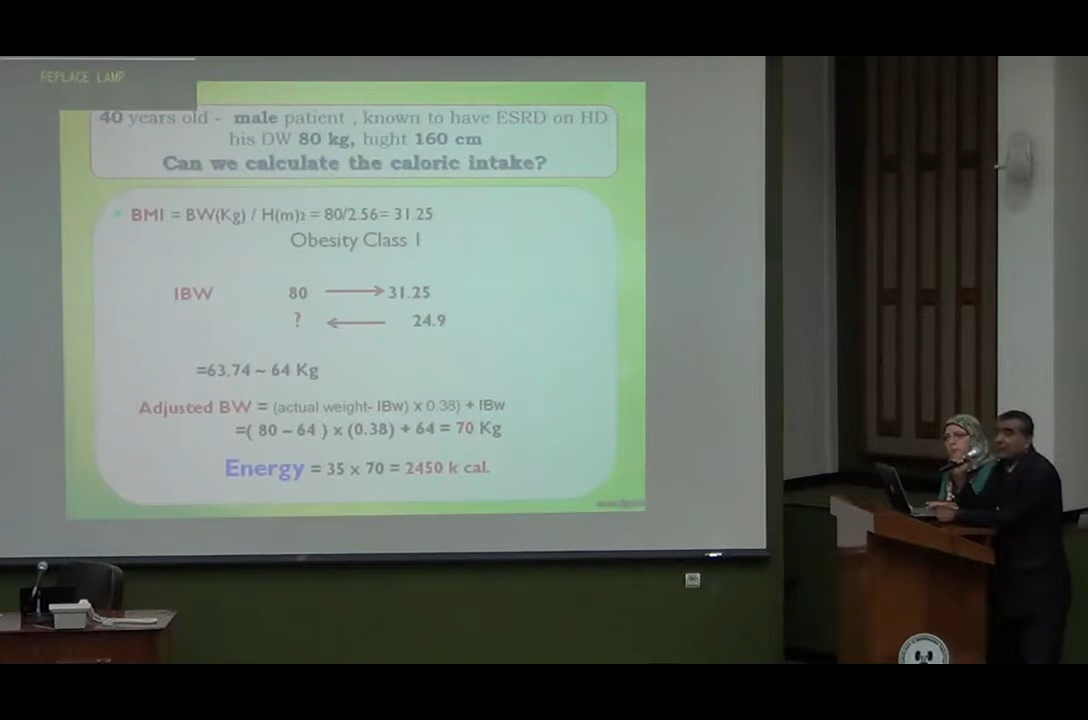 REPLACE LAMP
40 years old - male patient , known to have ESRD on HD
his DW 80 kg, hight 160 cm
Can we calculate the caloric intake?
BMI = BW(Kg) / H(m)2 = 80/2.56= 31.25
Obesity Class I
IBW 80 → 31.25
? ← 24.9
=63.74 ~ 64 Kg
Adjusted BW = (actual weight- IBw) x 0.38) + IBw
=( 80 – 64 ) x (0.38) + 64 = 70 Kg
Energy = 35 x 70 = 2450 k cal.